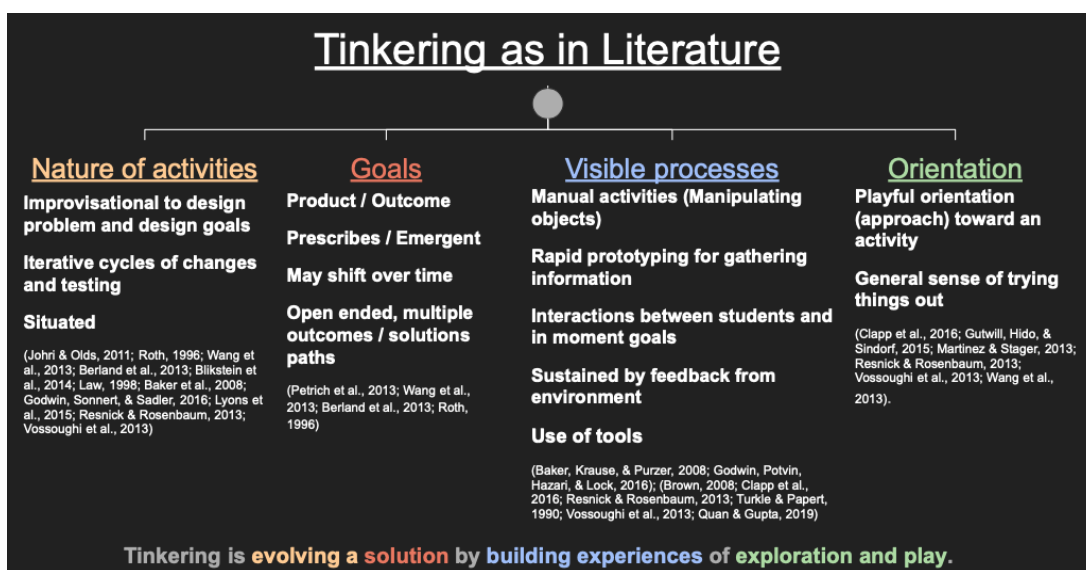 Tinkering as in Literature
Nature of activities
Improvisational to design
problem and design goals
Iterative cycles of changes
and testing
Situated
(Johri & Olds, 2011; Roth, 1996; Wang et
al., 2013; Berland et al., 2013; Blikstein et
al., 2014; Law, 1998; Baker et al., 2008;
Godwin, Sonnert, & Sadler, 2016; Lyons et
al., 2015; Resnick & Rosenbaum, 2013;
Vossoughi et al., 2013)
Goals
Product / Outcome
Prescribes / Emergent
May shift over time
Open ended, multiple
outcomes / solutions
paths
(Petrich et al., 2013; Wang et al.,
2013; Berland et al., 2013; Roth,
1996)
Visible processes
Manual activities (Manipulating
objects)
Rapid prototyping for gathering
information
Interactions between students and
in moment goals
Sustained by feedback from
environment
Use of tools
(Baker, Krause, & Purzer, 2008; Godwin, Potvin,
Hazari, & Lock, 2016); (Brown, 2008; Clapp et al.,
2016; Resnick & Rosenbaum, 2013; Turkle & Papert,
1990; Vossoughi et al., 2013; Quan & Gupta, 2019)
Orientation
Playful orientation
(approach) toward an
activity
General sense of trying
things out
(Clapp et al., 2016; Gutwill, Hido, &
Sindorf, 2015; Martinez & Stager, 2013;
Resnick & Rosenbaum, 2013;
Vossoughi et al., 2013; Wang et al.,
2013).
Tinkering is evolving a solution by building experiences of exploration and play.